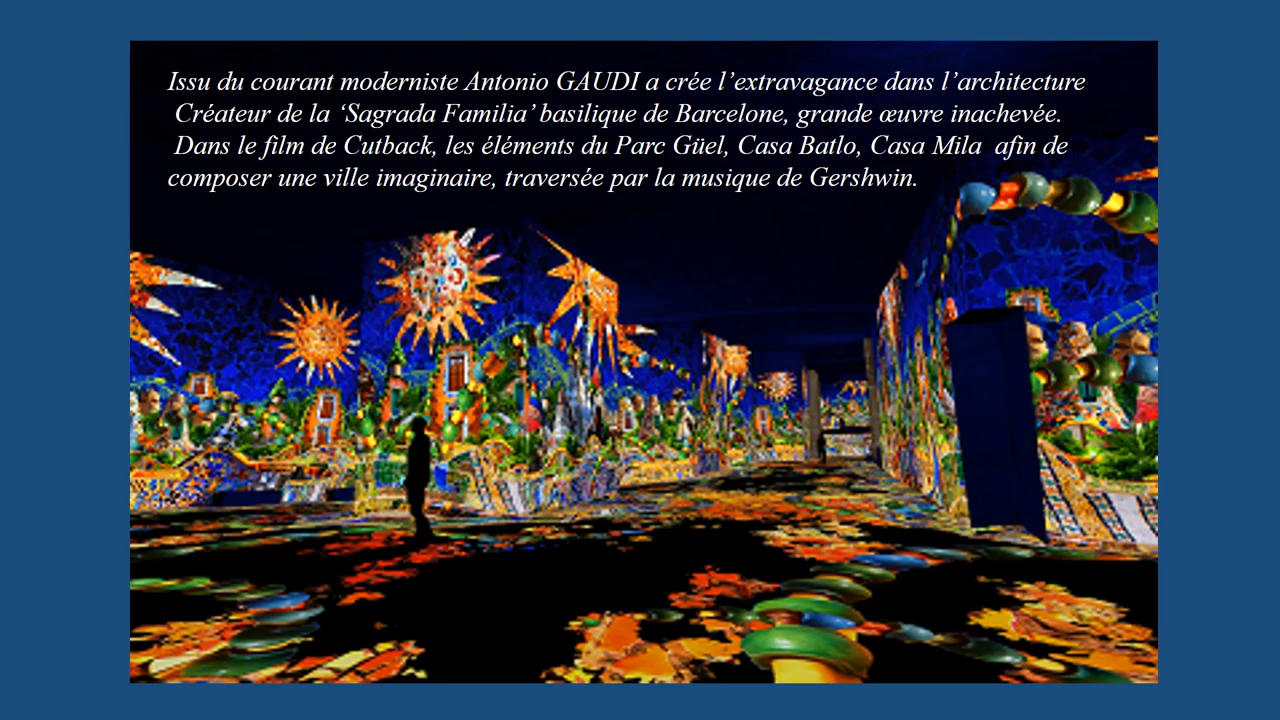 Issu du courant moderniste Antonio GAUDI a crée l’extravagance dans l’architecture
Créateur de la ‘Sagrada Familia’ basilique de Barcelone, grande œuvre inachevée.
Dans le film de Cutback, les éléments du Parc Güel, Casa Batlo, Casa Mila afin de
composer une ville imaginaire, traversée par la musique de Gershwin.